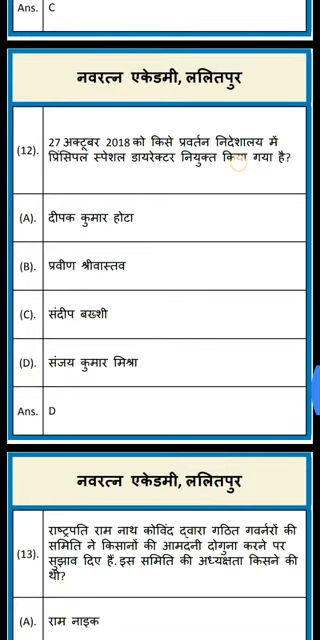 Ans. C
नवरत्न एकेडमी, ललितपुर
(12). 27 अक्टूबर 2018 को किसे प्रवर्तन निदेशालय में
प्रिंसिपल स्पेशल डायरेक्टर नियुक्त किया गया है?
(A). दीपक कुमार होटा
(B). प्रवीण श्रीवास्तव
(C). संदीप बख्शी
(D). संजय कुमार मिश्रा
Ans. D
नवरत्न एकेडमी, ललितपुर
(13). राष्ट्रपति राम नाथ कोविंद द्वारा गठित गवर्नरों की
समिति ने किसानों की आमदनी दोगुना करने पर
सुझाव दिए हैं. इस समिति की अध्यक्षता किसने की
थी?
(A). राम नाइक